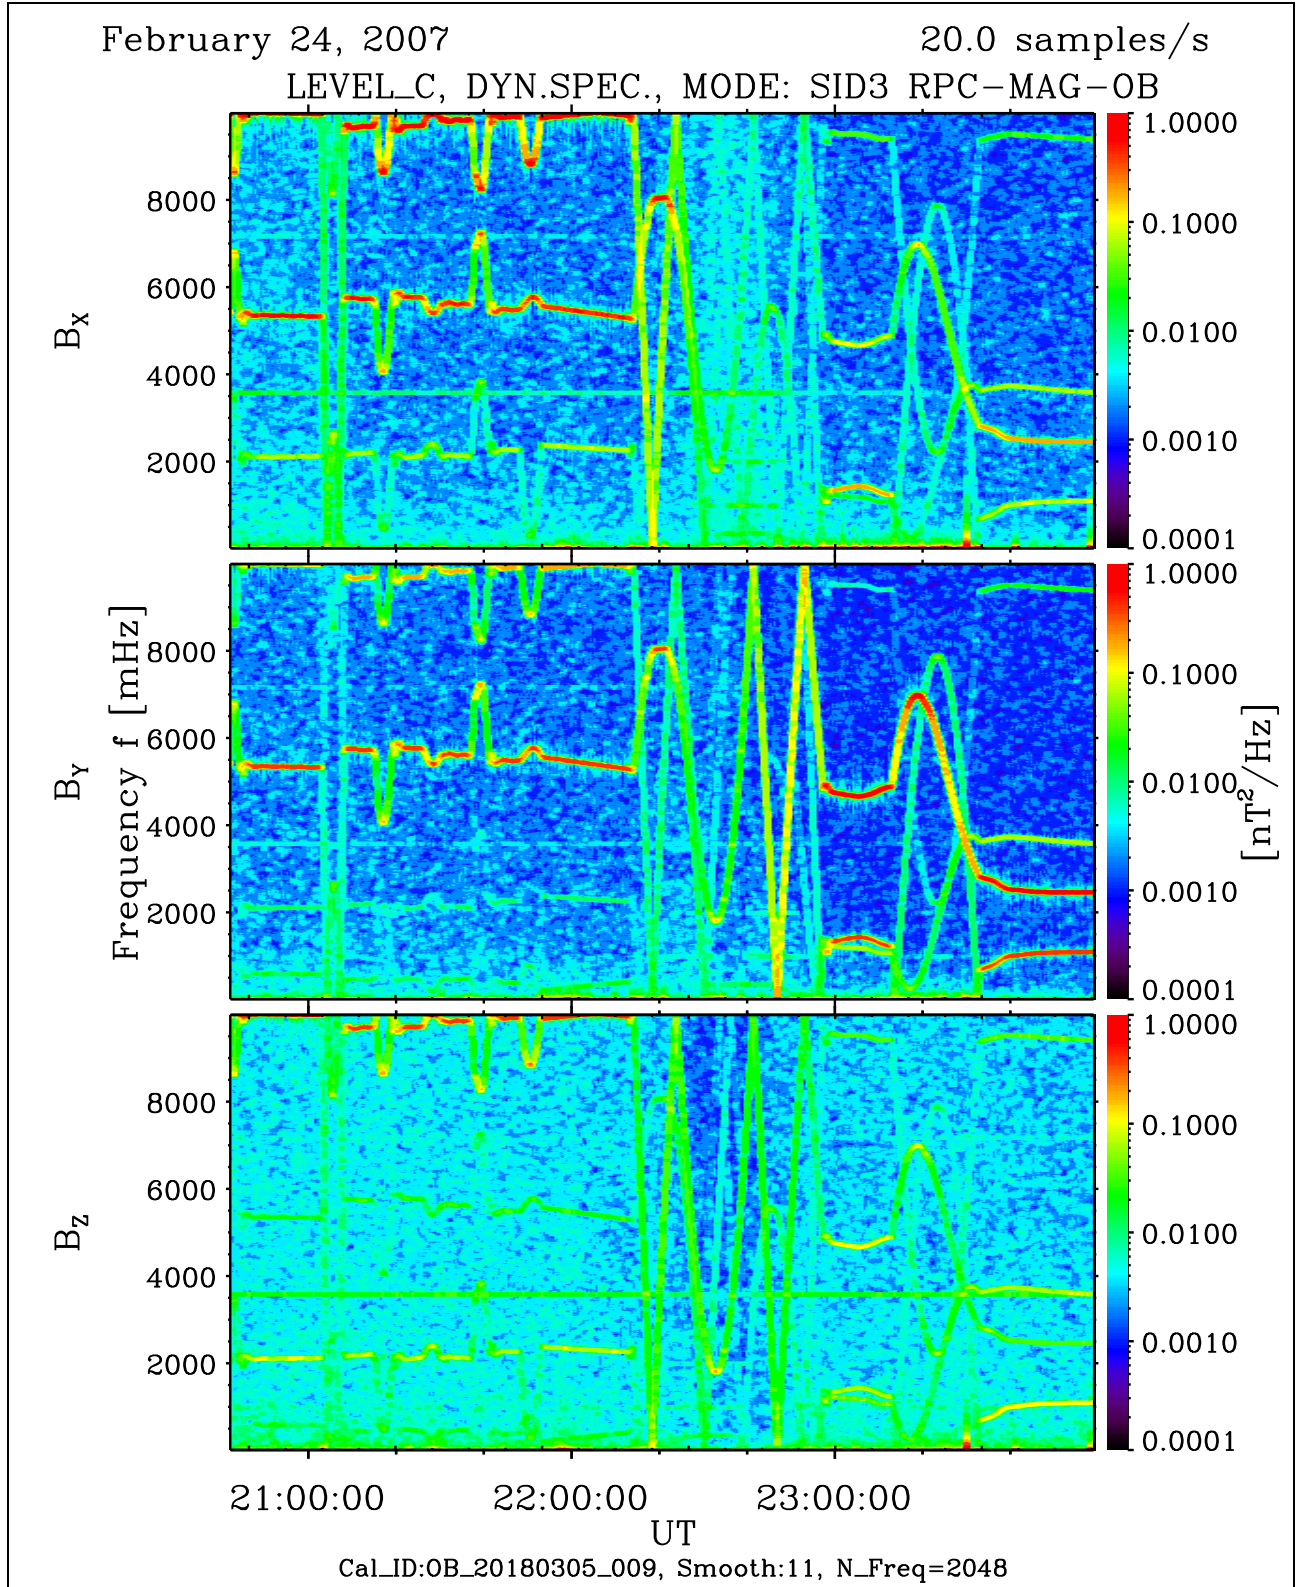 February 24, 2007 20.0 samples/s
LEVEL_C, DYN.SPEC., MODE: SID3 RPC-MAG-OB
BX
8000
6000
4000
2000
1.0000
0.1000
0.0100
0.0010
0.0001
BY
Frequency f [mHz]
8000
6000
4000
2000
1.0000
0.1000
0.0100
0.0010
0.0001
[nT2/Hz]
BZ
8000
6000
4000
2000
1.0000
0.1000
0.0100
0.0010
0.0001
21:00:00 22:00:00 23:00:00
UT
Cal_ID:OB_20180305_009, Smooth:11, N_Freq=2048